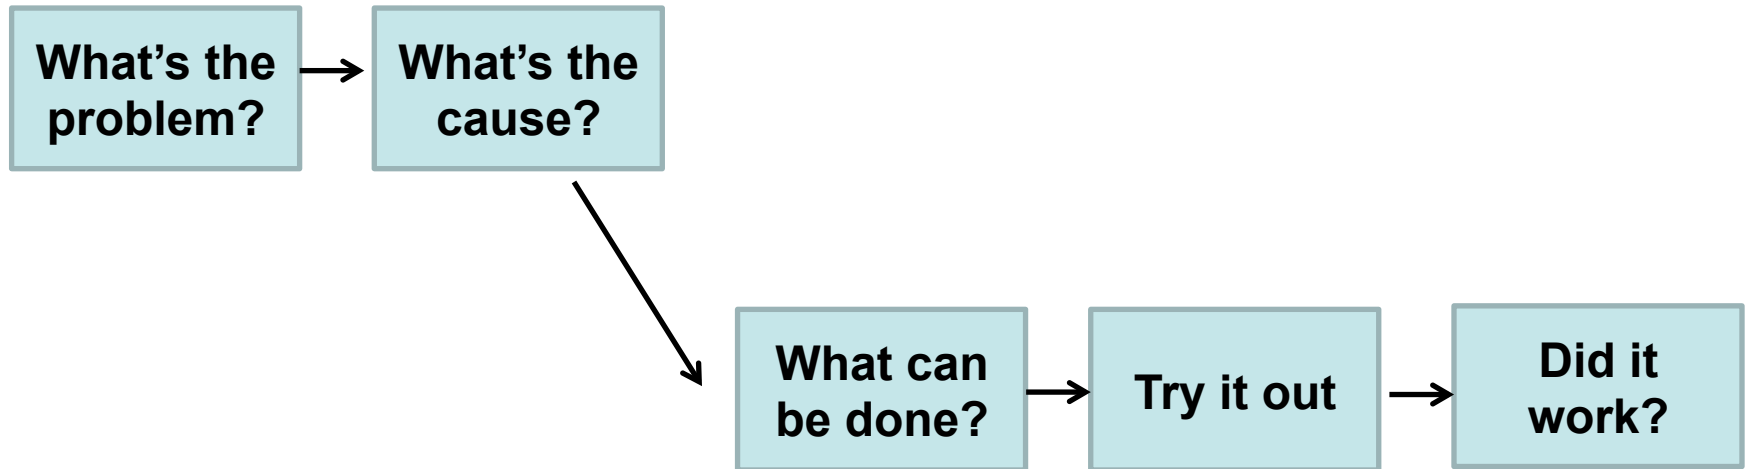 What’s the
problem?
What’s the
cause?
What can
be done?
Try it out
Did it
work?